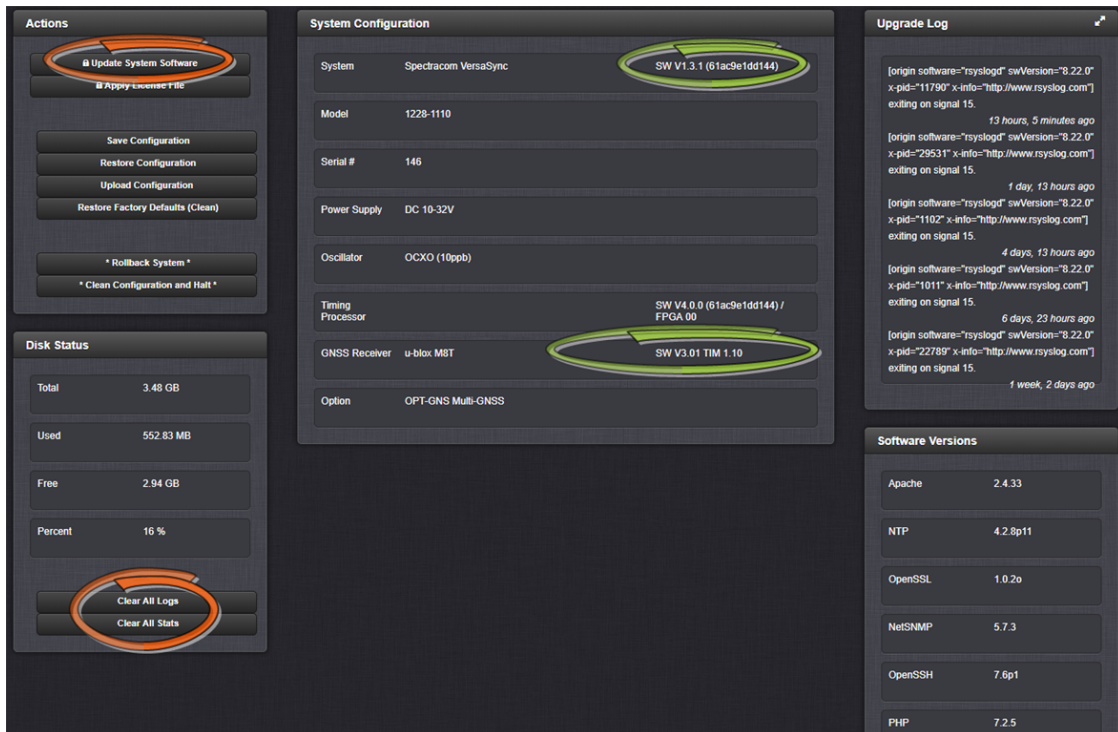 Actions
Update System Software
Apply License File
Save Configuration
Restore Configuration
Upload Configuration
Restore Factory Defaults (Clean)
* Rollback System *
* Clean Configuration and Halt *
Disk Status
Total 3.48 GB
Used 552.83 MB
Free 2.94 GB
Percent 16 %
Clear All Logs
Clear All Stats
System Configuration
System Spectracom VersaSync SW V1.3.1 (61ac9e1dd144)
Model 1228-1110
Serial # 146
Power Supply DC 10-32V
Oscillator OCXO (10ppb)
Timing Processor SW V4.0.0 (61ac9e1dd144) /
FPGA 00
GNSS Receiver u-blox M8T SW V3.01 TIM 1.10
Option OPT-GNS Multi-GNSS
Upgrade Log
[origin software="rsyslogd" swVersion="8.22.0"
x-pid="11790" x-info="http://www.rsyslog.com"]
exiting on signal 15.
13 hours, 5 minutes ago
[origin software="rsyslogd" swVersion="8.22.0"
x-pid="29531" x-info="http://www.rsyslog.com"]
exiting on signal 15.
1 day, 13 hours ago
[origin software="rsyslogd" swVersion="8.22.0"
x-pid="1102" x-info="http://www.rsyslog.com"]
exiting on signal 15.
4 days, 13 hours ago
[origin software="rsyslogd" swVersion="8.22.0"
x-pid="1011" x-info="http://www.rsyslog.com"]
exiting on signal 15.
6 days, 23 hours ago
[origin software="rsyslogd" swVersion="8.22.0"
x-pid="22789" x-info="http://www.rsyslog.com"]
exiting on signal 15.
1 week, 2 days ago
Software Versions
Apache 2.4.33
NTP 4.2.8p11
OpenSSL 1.0.2o
NetSNMP 5.7.3
OpenSSH 7.6p1
PHP 7.2.5